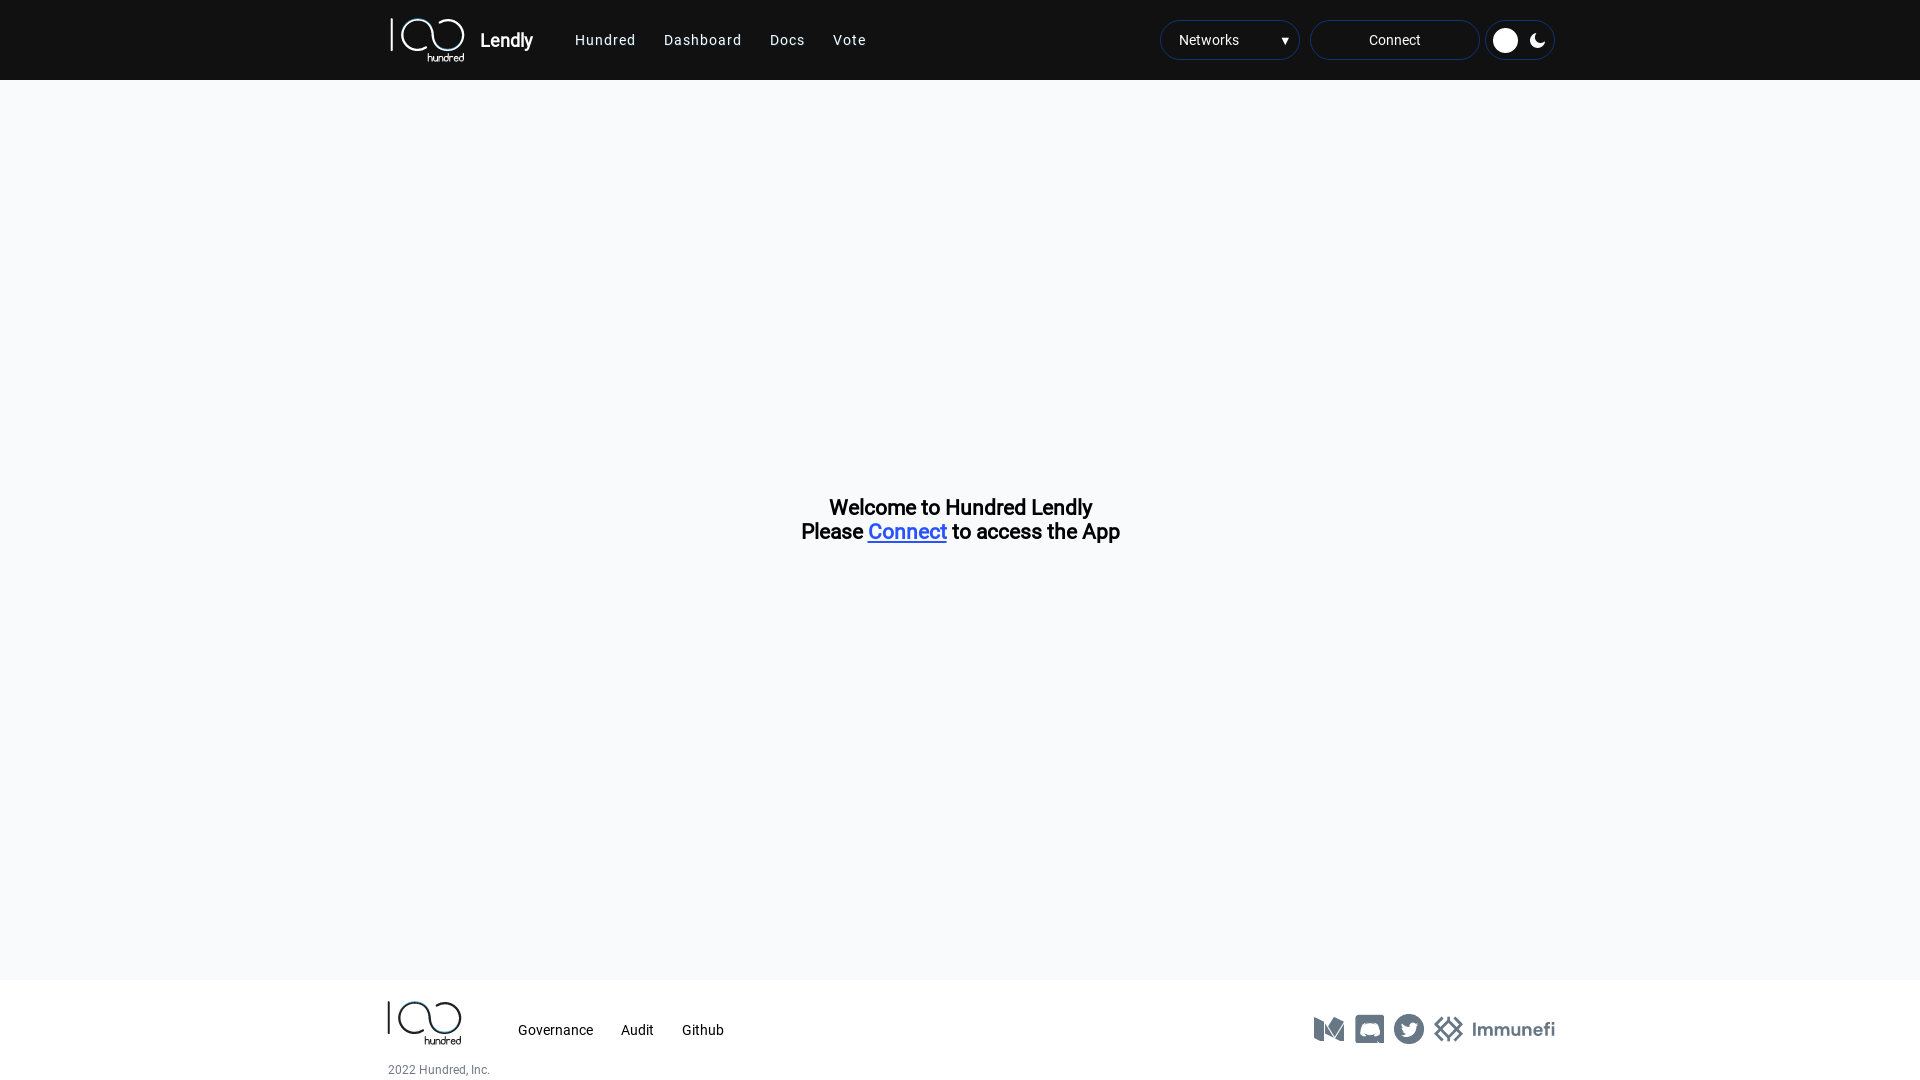 hundred
Lendly
Hundred
Dashboard
Docs
Vote
Networks ▾
Connect
Welcome to Hundred Lendly
Please Connect to access the App
hundred
Governance
Audit
Github
Immunefi
2022 Hundred, Inc.